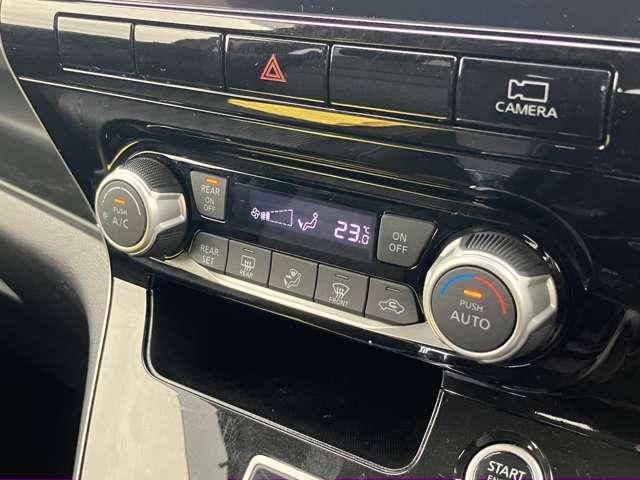 CAMERA
REAR
ON
OFF
PUSH
A/C
23.0
°C
ON
OFF
REAR
SET
REAR
FRONT
PUSH
AUTO
START